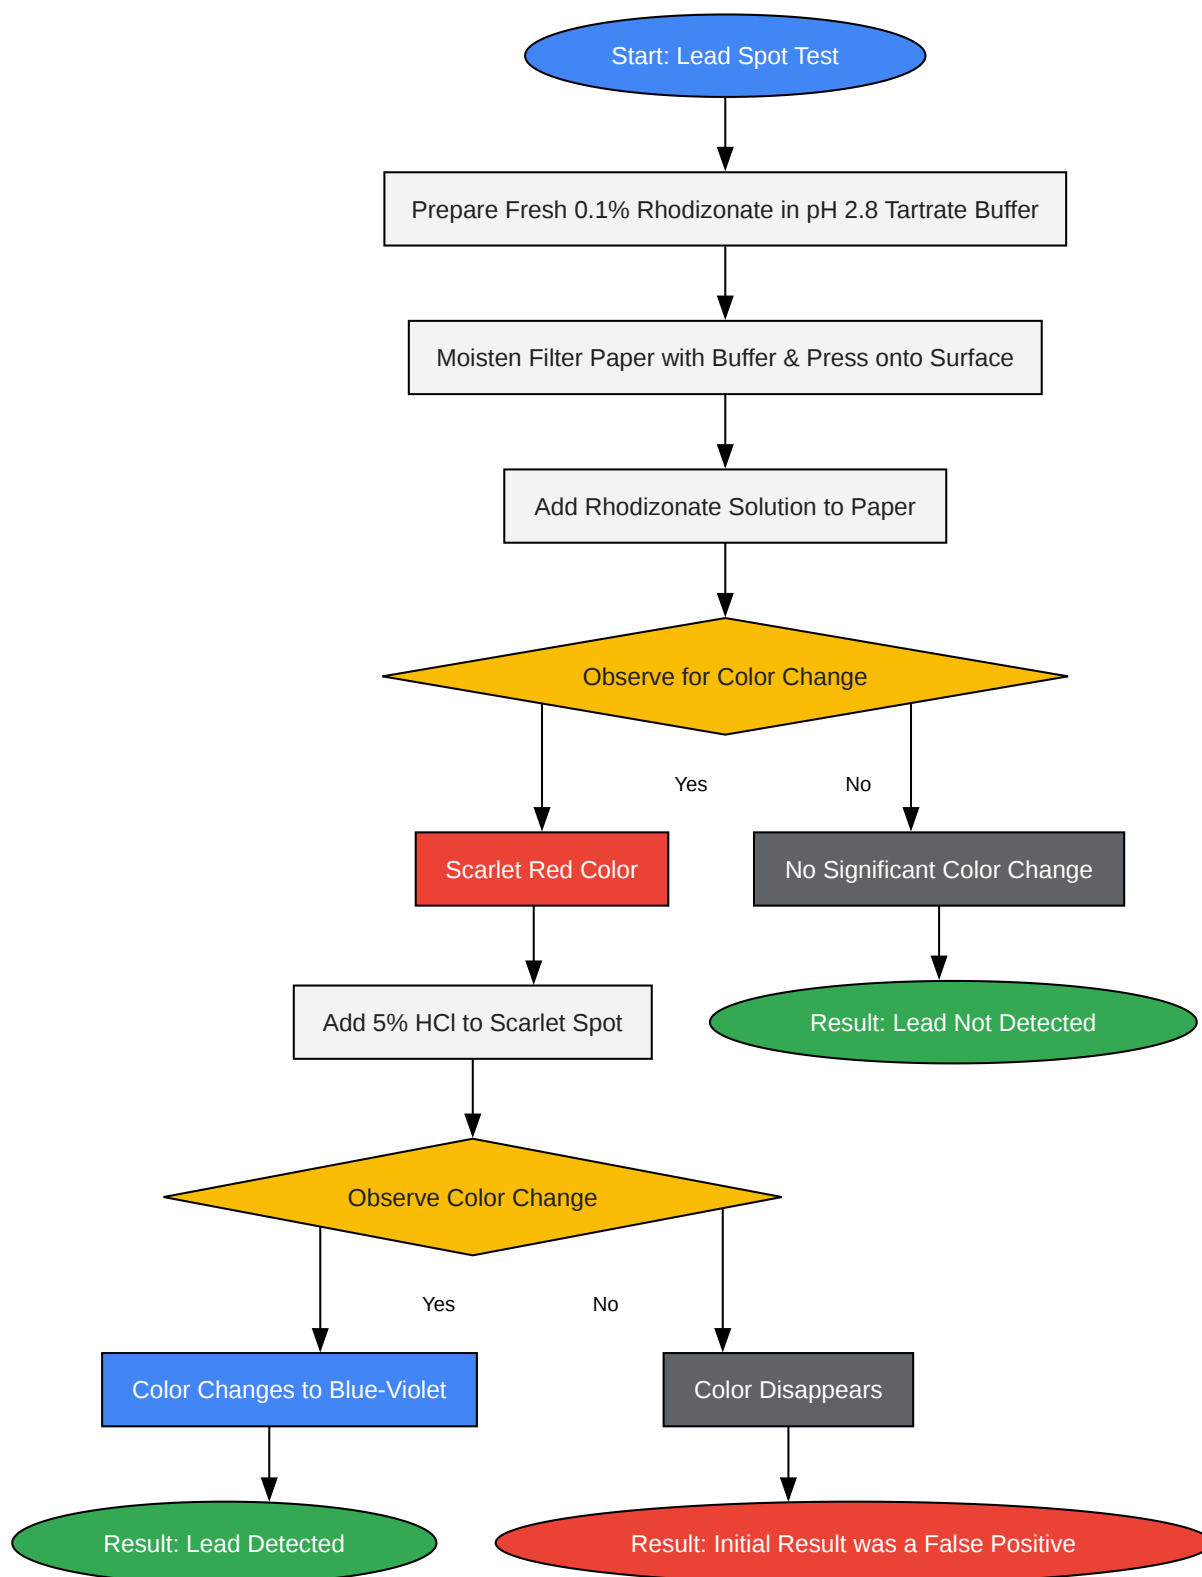 Start: Lead Spot Test
Prepare Fresh 0.1% Rhodizonate in pH 2.8 Tartrate Buffer
Moisten Filter Paper with Buffer & Press onto Surface
Add Rhodizonate Solution to Paper
Observe for Color Change
Yes
No
Scarlet Red Color
No Significant Color Change
Add 5% HCl to Scarlet Spot
Result: Lead Not Detected
Observe Color Change
Yes
No
Color Changes to Blue-Violet
Color Disappears
Result: Lead Detected
Result: Initial Result was a False Positive